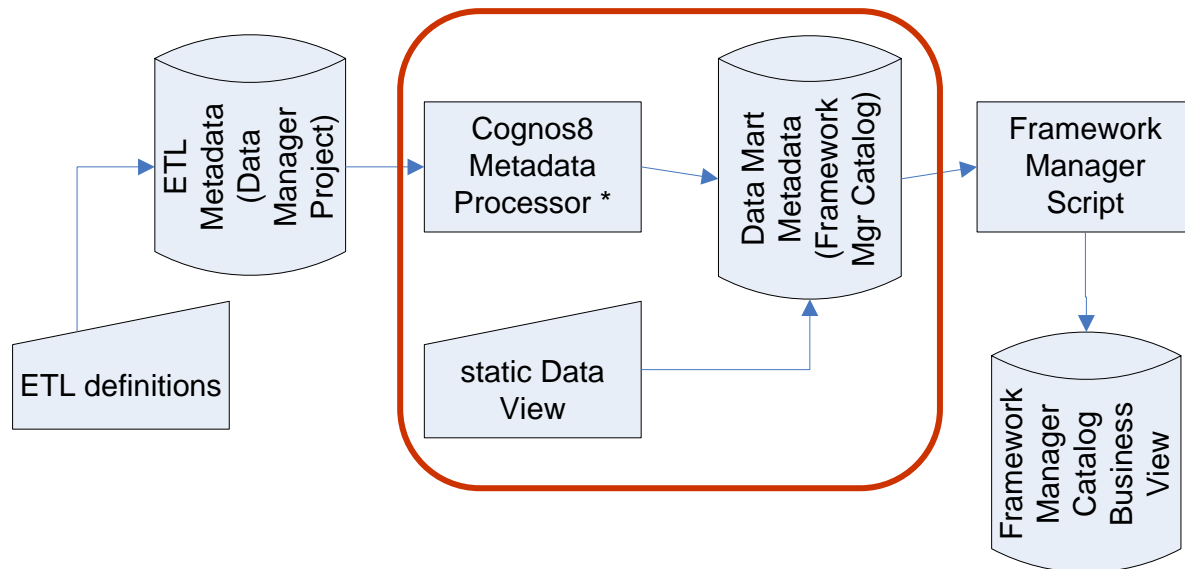 ETL
Metadata
(Data
Manager
Project)
Cognos8
Metadata
Processor *
Data Mart
Metadata
(Framework
Mgr Catalog)
Framework
Manager
Script
ETL definitions
static Data
View
Framework
Manager
Catalog
Business
View